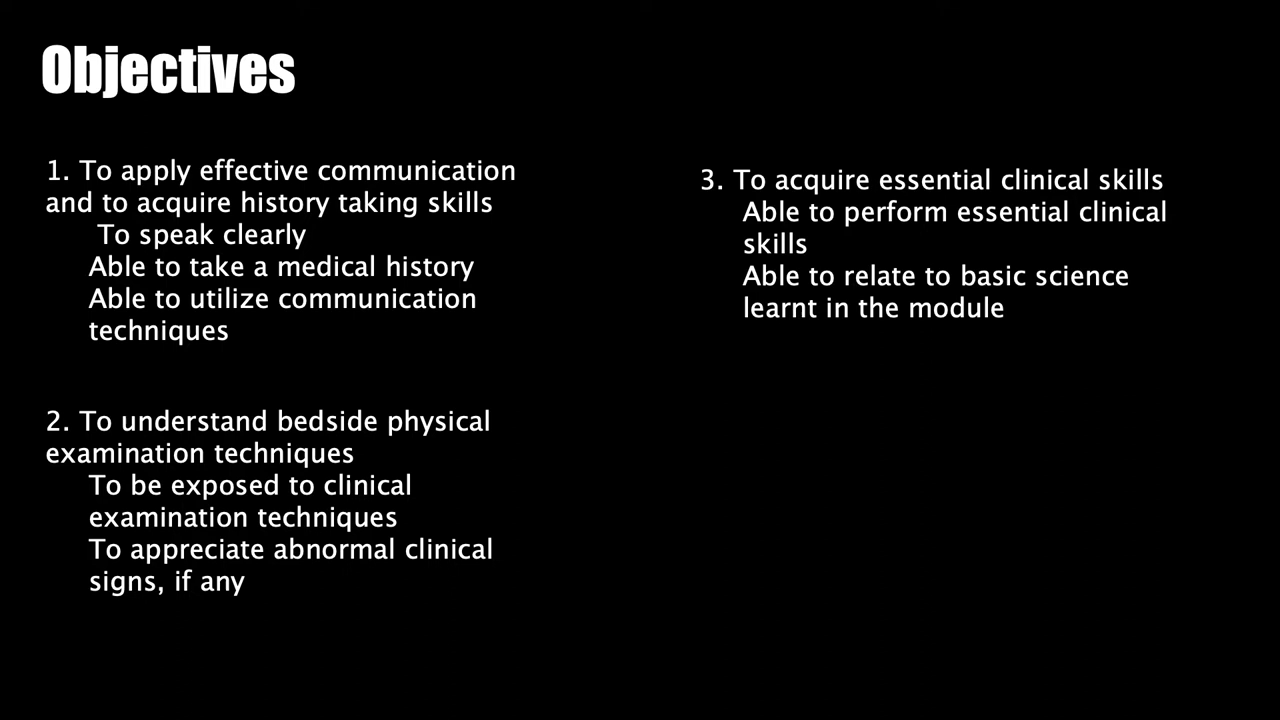 Objectives
1. To apply effective communication
and to acquire history taking skills
To speak clearly
Able to take a medical history
Able to utilize communication
techniques
2. To understand bedside physical
examination techniques
To be exposed to clinical
examination techniques
To appreciate abnormal clinical
signs, if any
3. To acquire essential clinical skills
Able to perform essential clinical
skills
Able to relate to basic science
learnt in the module